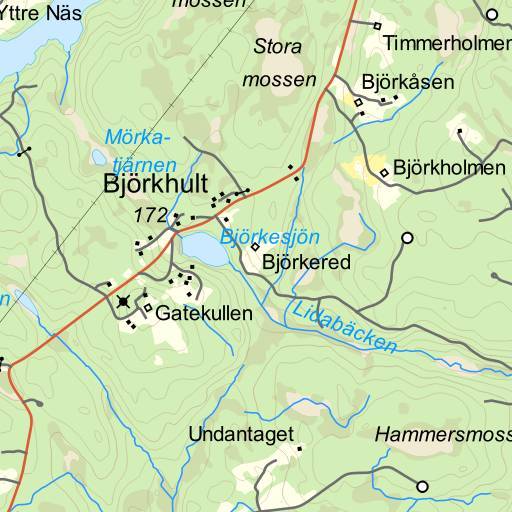 mossen
Yttre Näs
Stora
mossen
Timmerholmen
Björkåsen
Mörka-
tjärnen
Björkholmen
Björkhult
172
Björkesjön
Björkered
n
Lidabäcken
Gatekullen
Undantaget
Hammersmoss